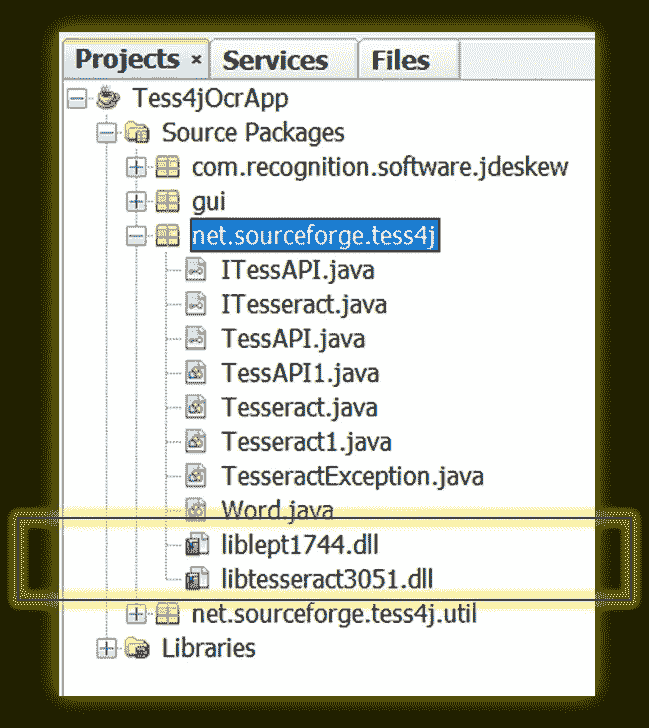 Projects × Services Files
Tess4jOcrApp
Source Packages
com.recognition.software.jdeskew
gui
net.sourceforge.tess4j
ITessAPI.java
ITesseract.java
TessAPI.java
TessAPI1.java
Tesseract.java
Tesseract1.java
TesseractException.java
Word.java
liblept1744.dll
libtesseract3051.dll
net.sourceforge.tess4j.util
Libraries